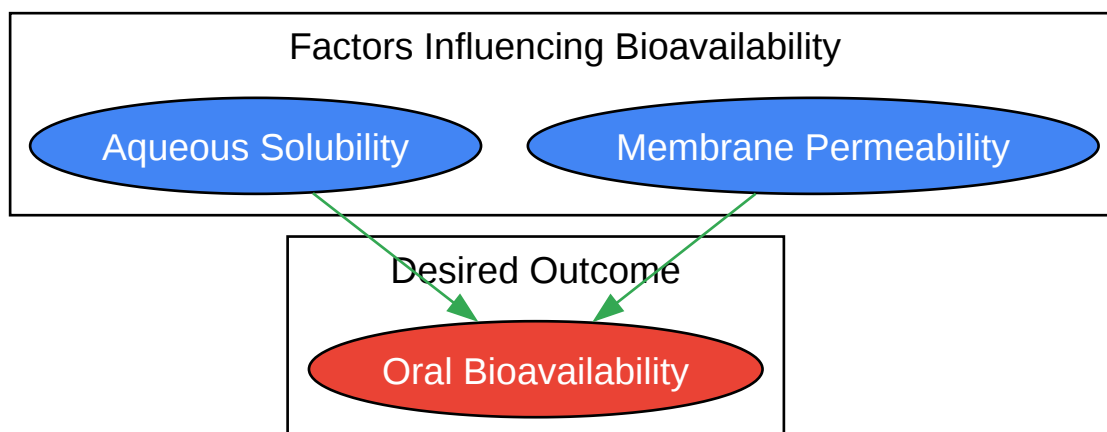 Factors Influencing Bioavailability
Aqueous Solubility
Membrane Permeability
Desired Outcome
Oral Bioavailability